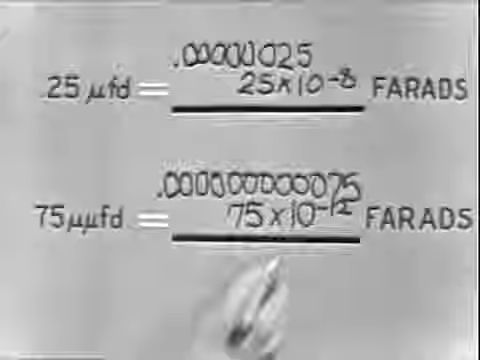 .00000025
.25 μfd = 25×10⁻⁸ FARADS
.000000000075
75 μμfd = 75×10⁻¹² FARADS